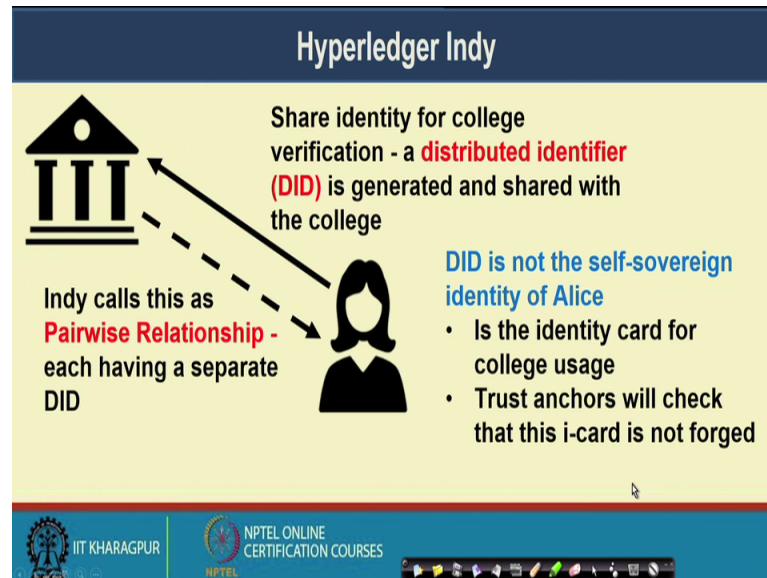 Hyperledger Indy
Share identity for college
verification - a distributed identifier
(DID) is generated and shared with
the college
Indy calls this as
Pairwise Relationship -
each having a separate
DID
DID is not the self-sovereign
identity of Alice
• Is the identity card for
college usage
• Trust anchors will check
that this i-card is not forged
IIT KHARAGPUR
NPTEL
NPTEL ONLINE
CERTIFICATION COURSES